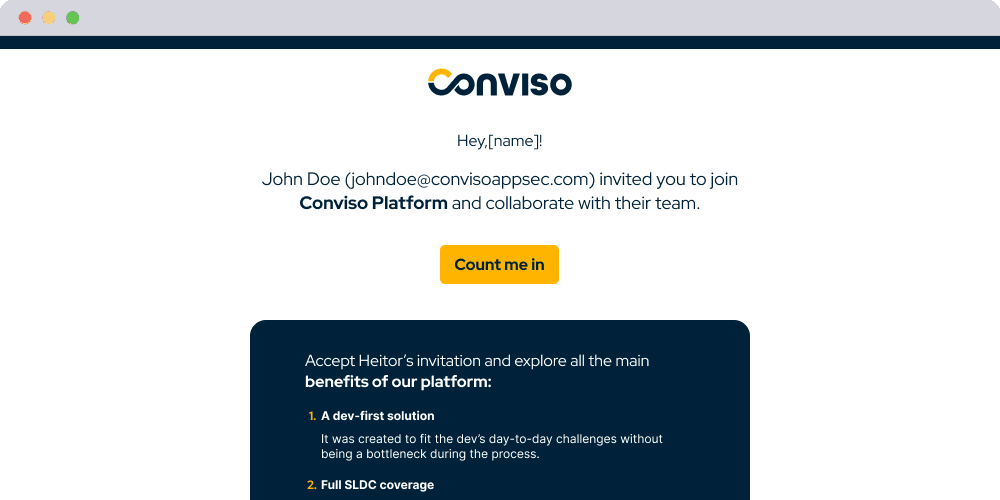 Conviso
Hey,[name]!
John Doe (johndoe@convisoappsec.com) invited you to join
Conviso Platform and collaborate with their team.
Count me in
Accept Heitor’s invitation and explore all the main
benefits of our platform:
1. A dev-first solution
It was created to fit the dev’s day-to-day challenges without
being a bottleneck during the process.
2. Full SLDC coverage